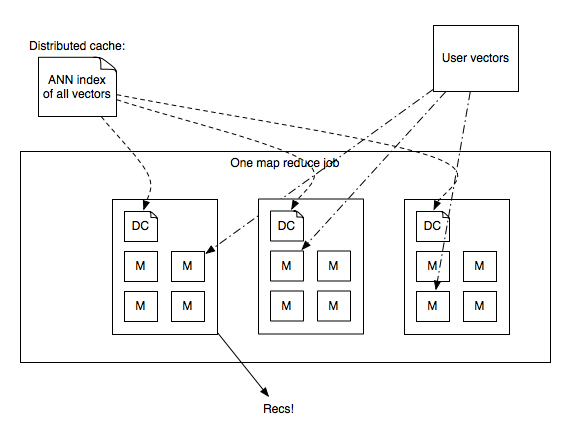 Distributed cache:
ANN index
of all vectors
User vectors
One map reduce job
DC
DC
DC
M M
M M
M M
M M
M M
M M
Recs!